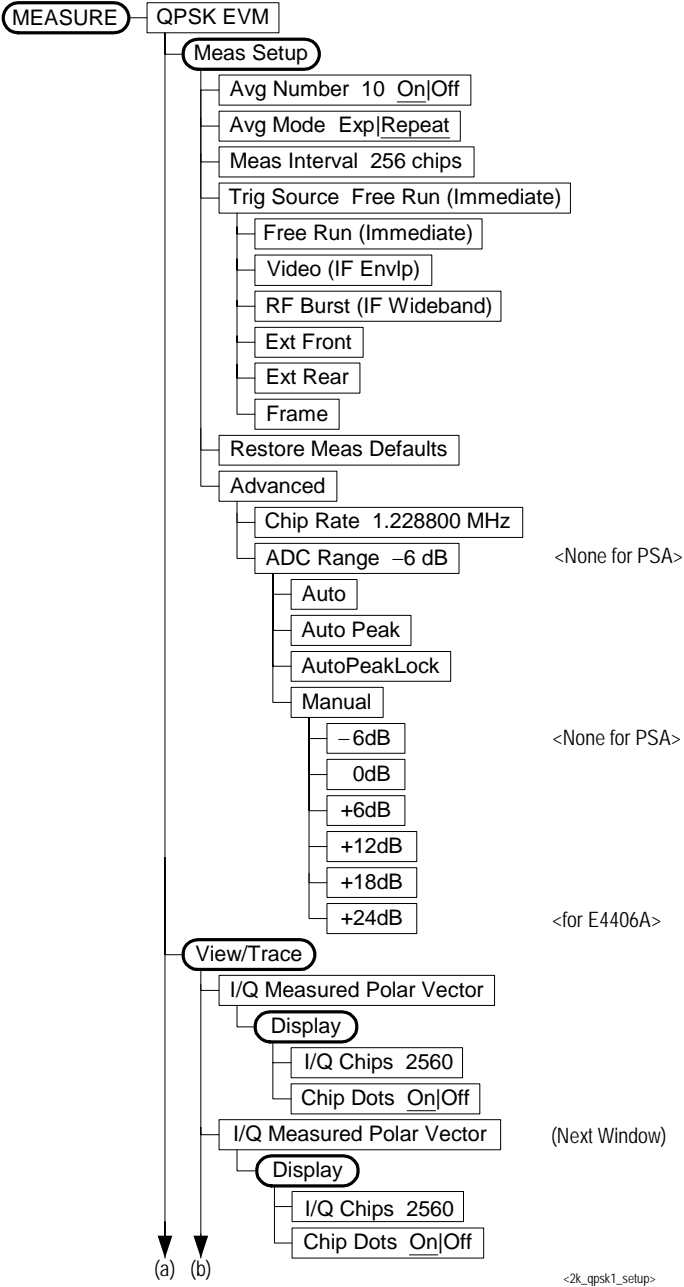 MEASURE QPSK EVM
Meas Setup
Avg Number 10 On|Off
Avg Mode Exp|Repeat
Meas Interval 256 chips
Trig Source Free Run (Immediate)
Free Run (Immediate)
Video (IF Envlp)
RF Burst (IF Wideband)
Ext Front
Ext Rear
Frame
Restore Meas Defaults
Advanced
Chip Rate 1.228800 MHz
ADC Range −6 dB <None for PSA>
Auto
Auto Peak
AutoPeakLock
Manual
−6dB <None for PSA>
0dB
+6dB
+12dB
+18dB
+24dB <for E4406A>
View/Trace
I/Q Measured Polar Vector
Display
I/Q Chips 2560
Chip Dots On|Off
I/Q Measured Polar Vector (Next Window)
Display
I/Q Chips 2560
Chip Dots On|Off
(a) (b)
<2k_qpsk1_setup>